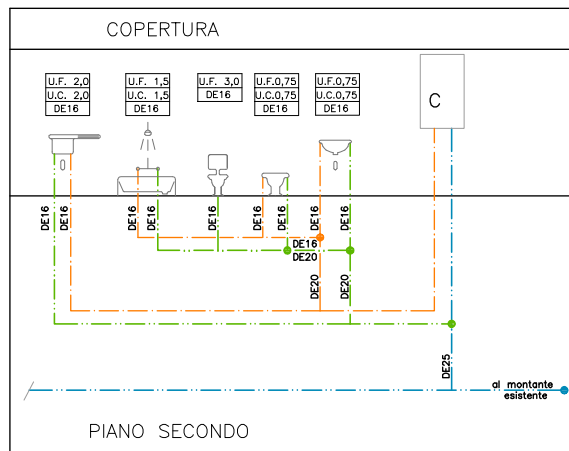 COPERTURA
U.F. 2,0
U.C. 2,0
DE16
U.F. 1,5
U.C. 1,5
DE16
U.F. 3,0
DE16
U.F.0,75
U.C.0,75
DE16
U.F.0,75
U.C.0,75
DE16
C
DE16
DE16
DE16
DE16
DE16
DE16
DE16
DE16
DE16
DE16
DE20
DE20
DE20
DE25
al montante
esistente
PIANO SECONDO